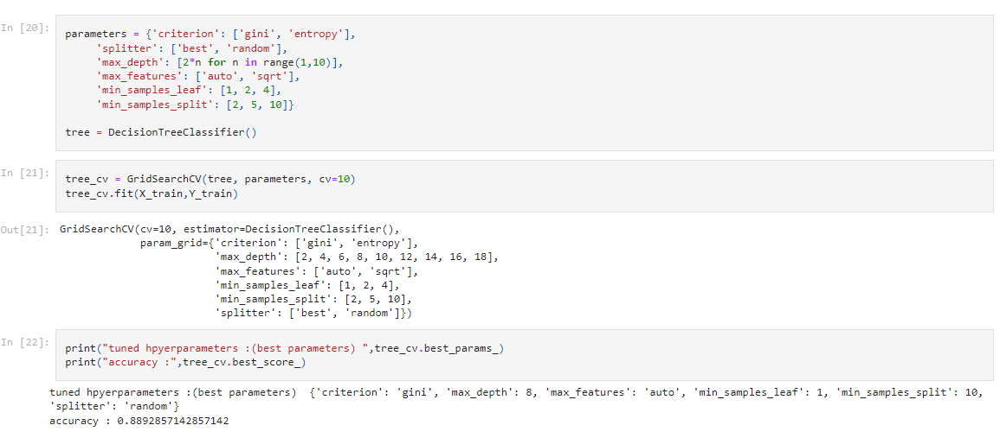 In [20]:
parameters = {'criterion': ['gini', 'entropy'],
     'splitter': ['best', 'random'],
     'max_depth': [2*n for n in range(1,10)],
     'max_features': ['auto', 'sqrt'],
     'min_samples_leaf': [1, 2, 4],
     'min_samples_split': [2, 5, 10]}
tree = DecisionTreeClassifier()
In [21]:
tree_cv = GridSearchCV(tree, parameters, cv=10)
tree_cv.fit(X_train,Y_train)
Out[21]: GridSearchCV(cv=10, estimator=DecisionTreeClassifier(),
             param_grid={'criterion': ['gini', 'entropy'],
                         'max_depth': [2, 4, 6, 8, 10, 12, 14, 16, 18],
                         'max_features': ['auto', 'sqrt'],
                         'min_samples_leaf': [1, 2, 4],
                         'min_samples_split': [2, 5, 10],
                         'splitter': ['best', 'random']})
In [22]:
print("tuned hpyerparameters :(best parameters) ",tree_cv.best_params_)
print("accuracy :",tree_cv.best_score_)
tuned hpyerparameters :(best parameters)  {'criterion': 'gini', 'max_depth': 8, 'max_features': 'auto', 'min_samples_leaf': 1, 'min_samples_split': 10,
'splitter': 'random'}
accuracy : 0.8892857142857142